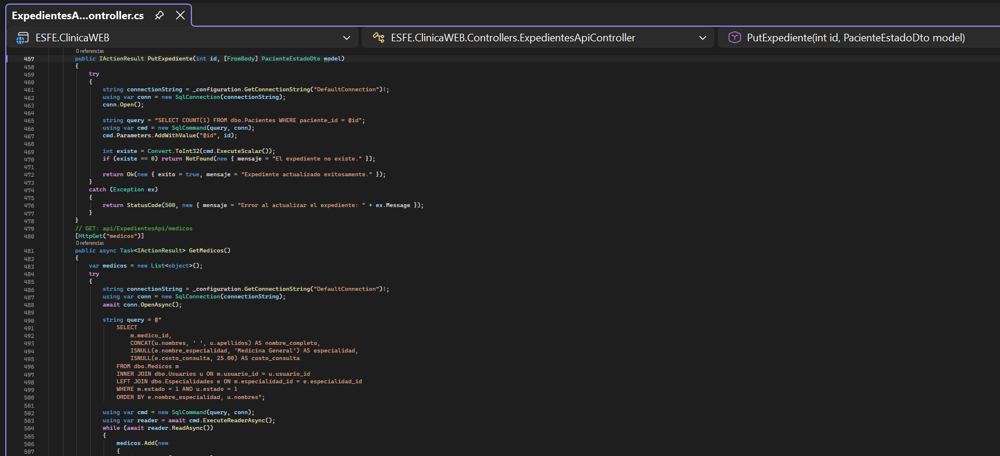 ExpedientesA...ontroller.cs
ESFE.ClinicaWEB
ESFE.ClinicaWEB.Controllers.ExpedientesApiController
PutExpediente(int id, PacienteEstadoDto model)
0 referencias
457 public IActionResult PutExpediente(int id, [FromBody] PacienteEstadoDto model)
458 {
459 try
460 {
461 string connectionString = _configuration.GetConnectionString("DefaultConnection")!;
462 using var conn = new SqlConnection(connectionString);
463 conn.Open();
464
465 string query = "SELECT COUNT(1) FROM dbo.Pacientes WHERE paciente_id = @id";
466 using var cmd = new SqlCommand(query, conn);
467 cmd.Parameters.AddWithValue("@id", id);
468
469 int existe = Convert.ToInt32(cmd.ExecuteScalar());
470 if (existe == 0) return NotFound(new { mensaje = "El expediente no existe." });
471
472 return Ok(new { exito = true, mensaje = "Expediente actualizado exitosamente." });
473 }
474 catch (Exception ex)
475 {
476 return StatusCode(500, new { mensaje = "Error al actualizar el expediente: " + ex.Message });
477 }
478 }
479 // GET: api/ExpedientesApi/medicos
480 [HttpGet("medicos")]
0 referencias
481 public async Task<IActionResult> GetMedicos()
482 {
483 var medicos = new List<object>();
484 try
485 {
486 string connectionString = _configuration.GetConnectionString("DefaultConnection")!;
487 using var conn = new SqlConnection(connectionString);
488 await conn.OpenAsync();
489
490 string query = @"
491 SELECT
492 m.medico_id,
493 CONCAT(u.nombres, ' ', u.apellidos) AS nombre_completo,
494 ISNULL(e.nombre_especialidad, 'Medicina General') AS especialidad,
495 ISNULL(e.costo_consulta, 25.00) AS costo_consulta
496 FROM dbo.Medicos m
497 INNER JOIN dbo.Usuarios u ON m.usuario_id = u.usuario_id
498 LEFT JOIN dbo.Especialidades e ON m.especialidad_id = e.especialidad_id
499 WHERE m.estado = 1 AND u.estado = 1
500 ORDER BY e.nombre_especialidad, u.nombres";
501
502 using var cmd = new SqlCommand(query, conn);
503 using var reader = await cmd.ExecuteReaderAsync();
504 while (await reader.ReadAsync())
505 {
506 medicos.Add(new
507 {